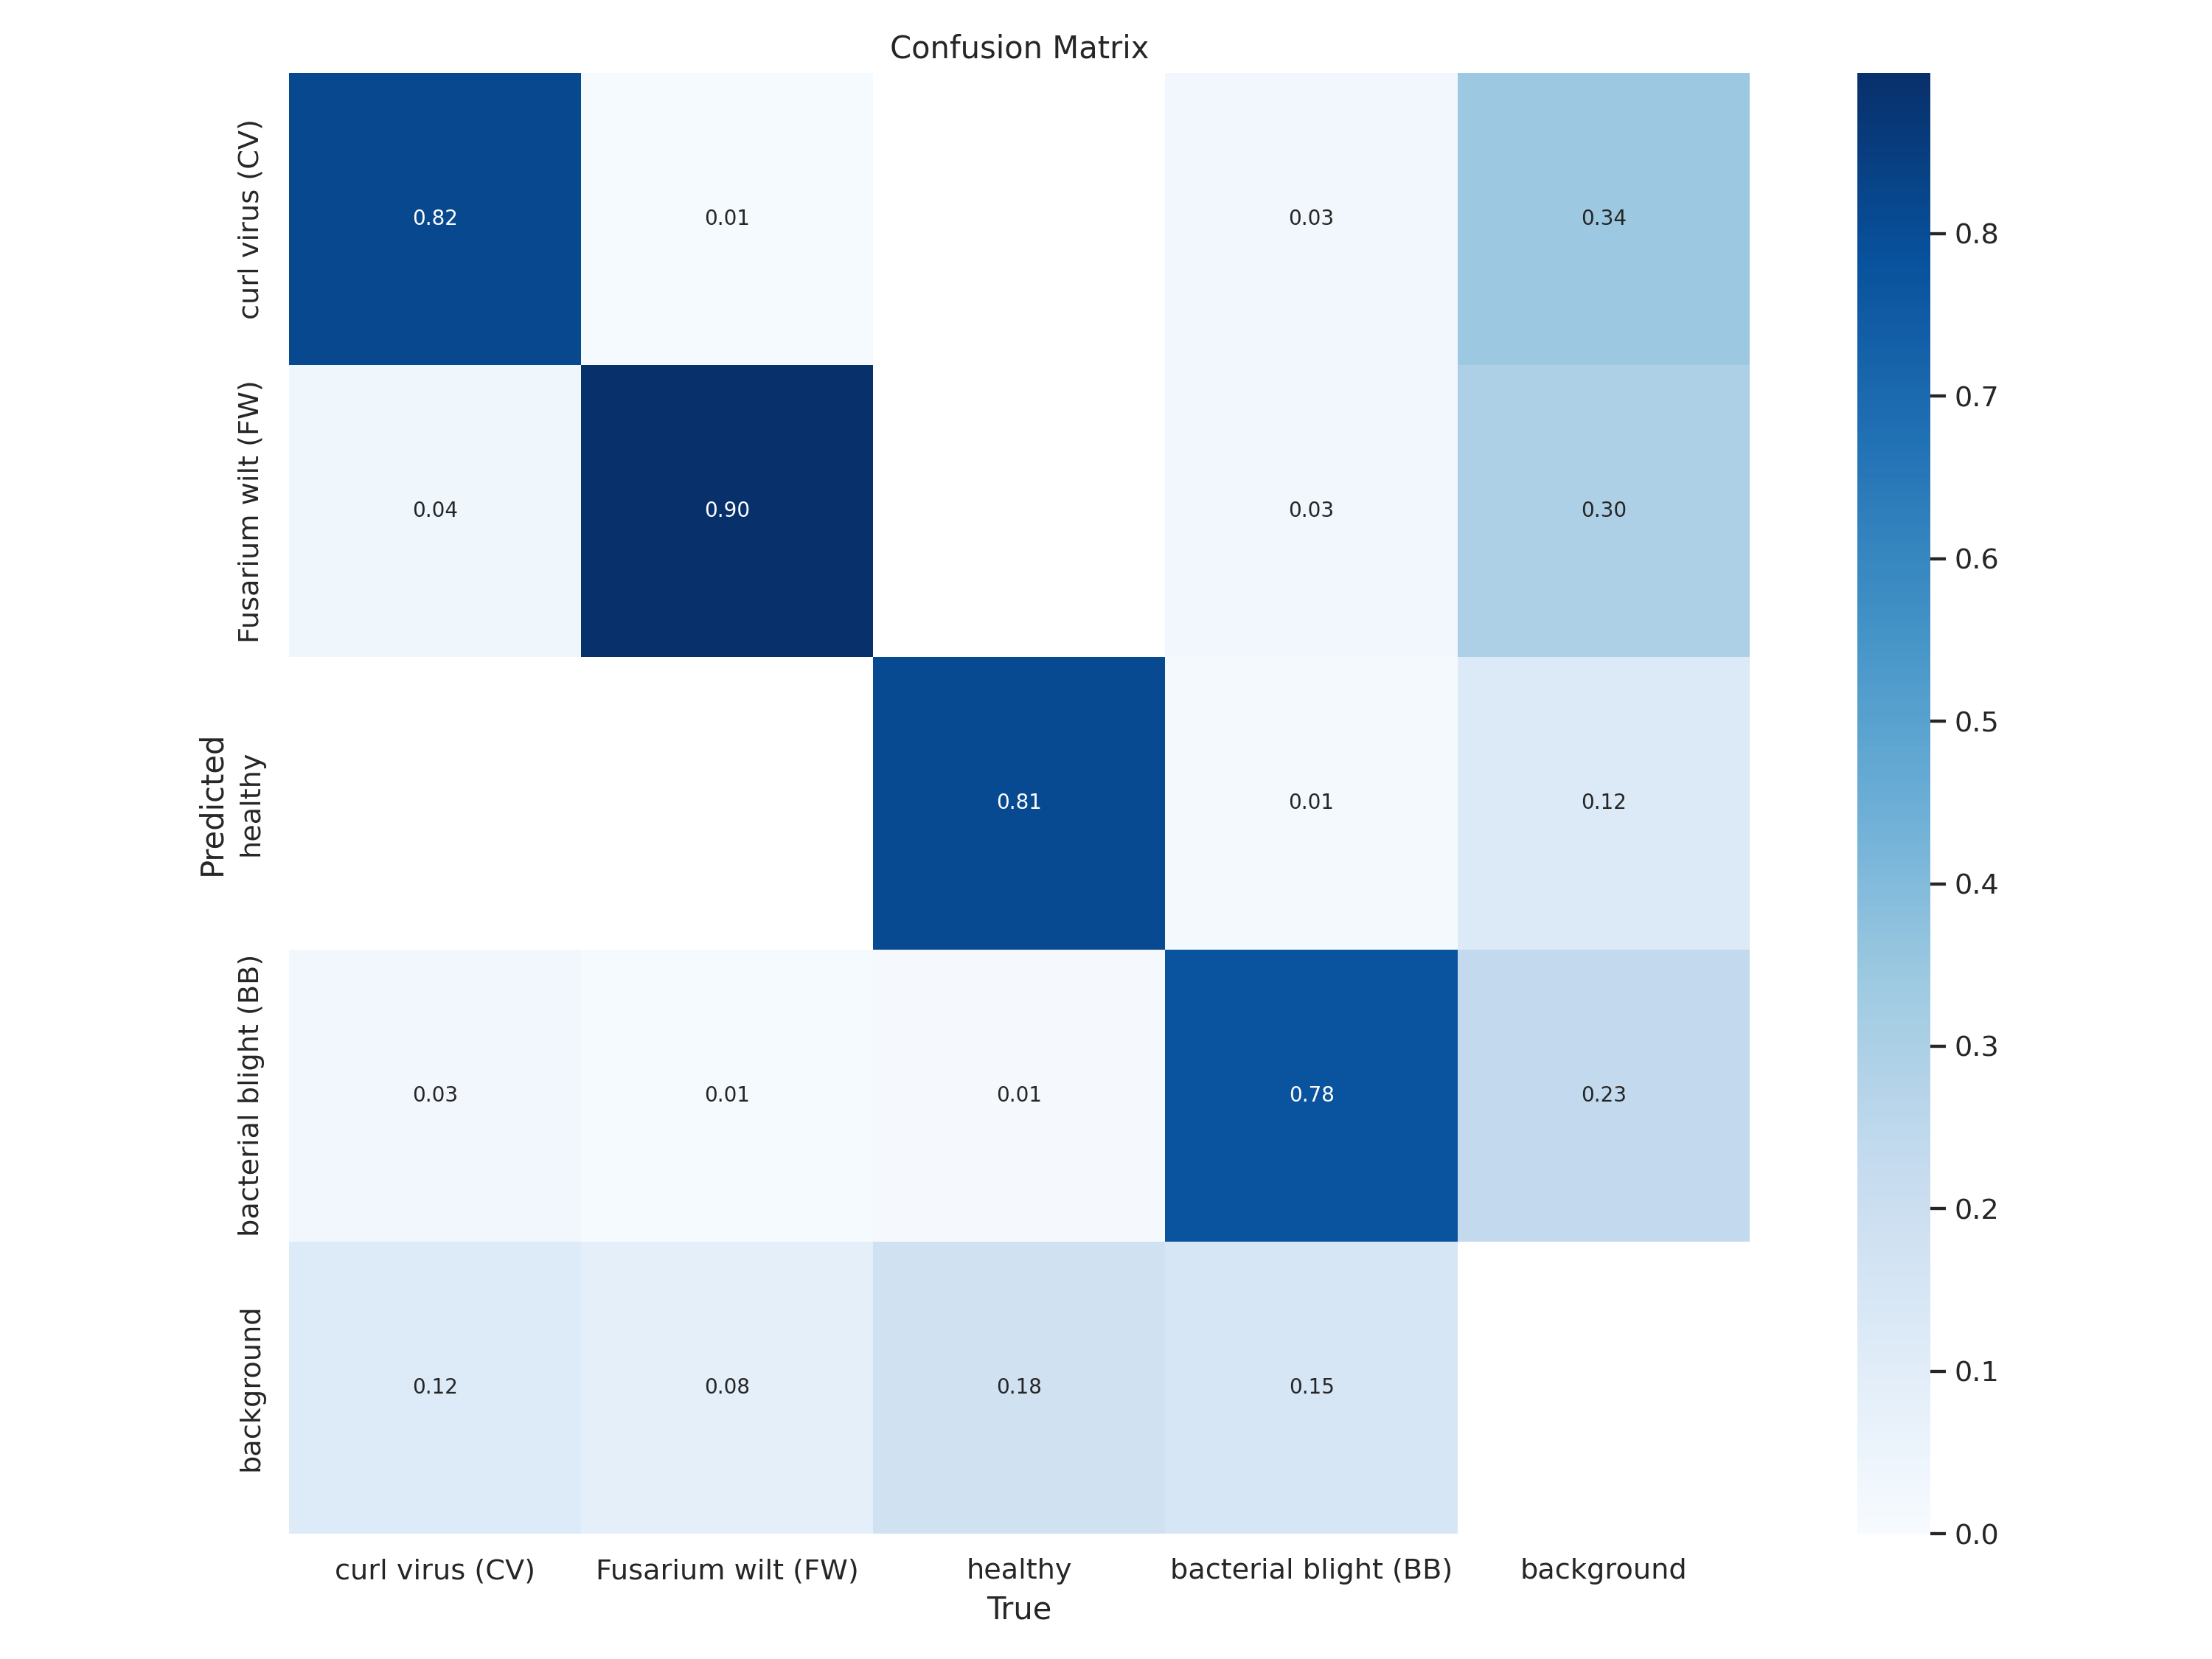 Confusion Matrix
curl virus (CV)
0.82
0.01
0.03
0.34
Fusarium wilt (FW)
0.04
0.90
0.03
0.30
Predicted
healthy
0.81
0.01
0.12
bacterial blight (BB)
0.03
0.01
0.01
0.78
0.23
background
0.12
0.08
0.18
0.15
curl virus (CV)
Fusarium wilt (FW)
healthy
bacterial blight (BB)
background
True
0.8
0.7
0.6
0.5
0.4
0.3
0.2
0.1
0.0